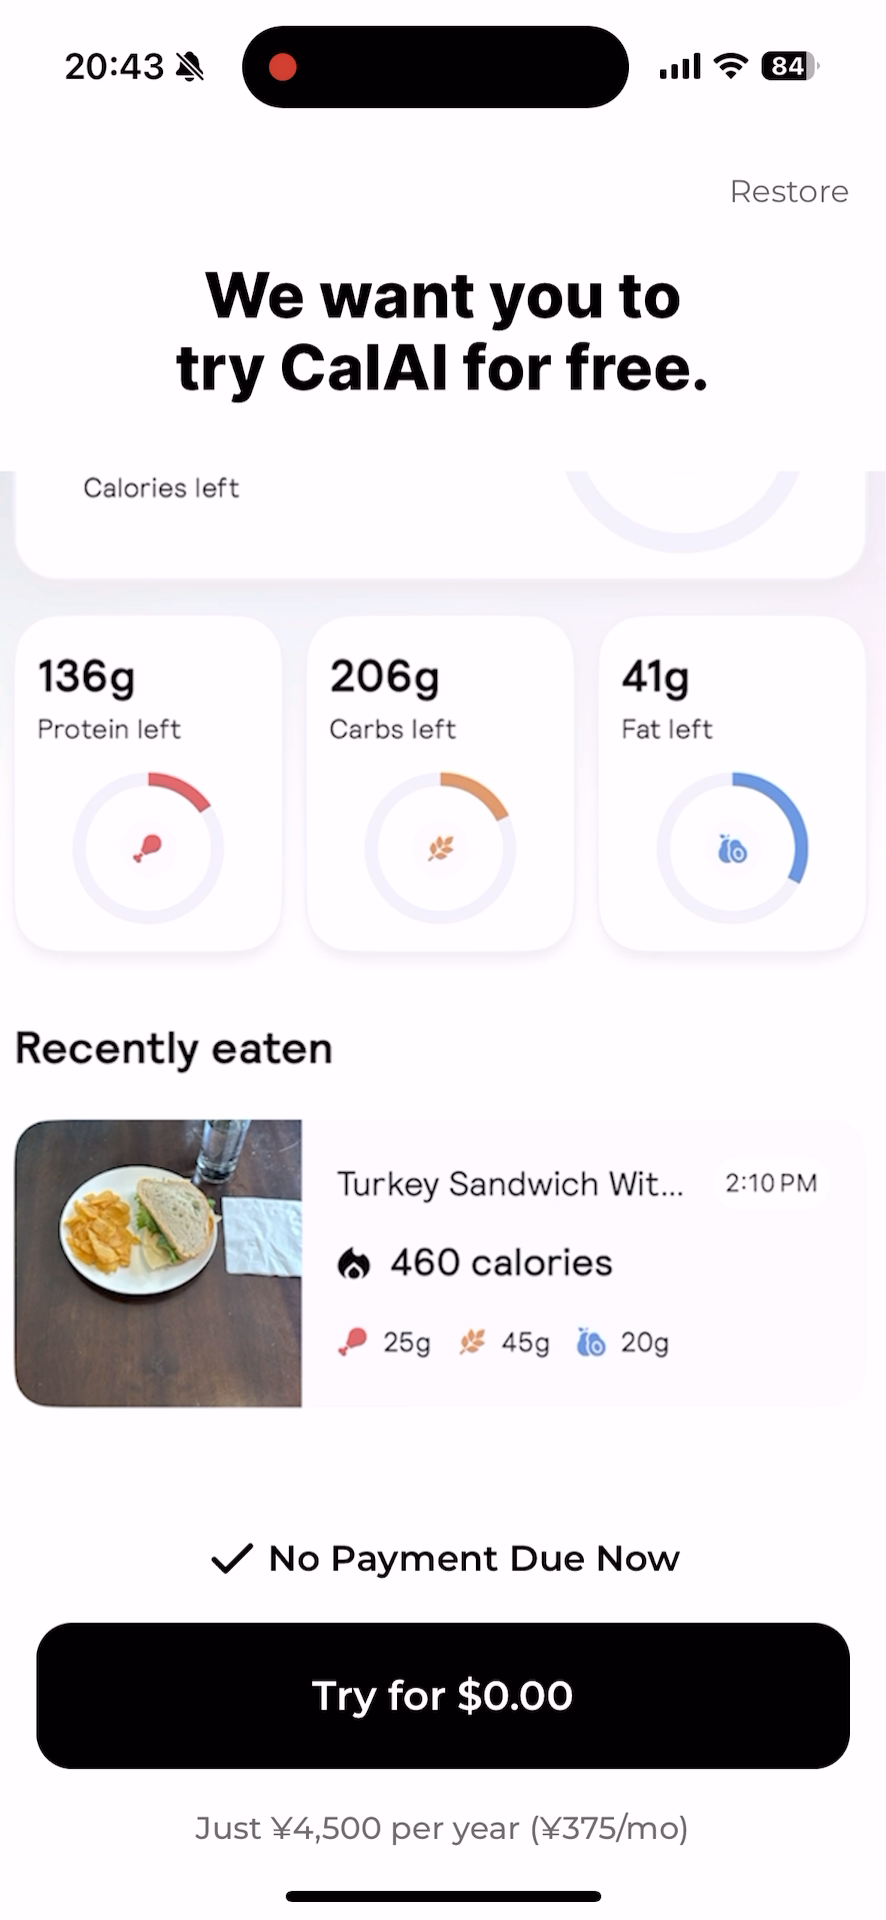 20:43
84
Restore
We want you to
try CalAI for free.
Calories left
136g
Protein left
206g
Carbs left
41g
Fat left
Recently eaten
Turkey Sandwich Wit...
2:10 PM
460 calories
25g
45g
20g
No Payment Due Now
Try for $0.00
Just ¥4,500 per year (¥375/mo)